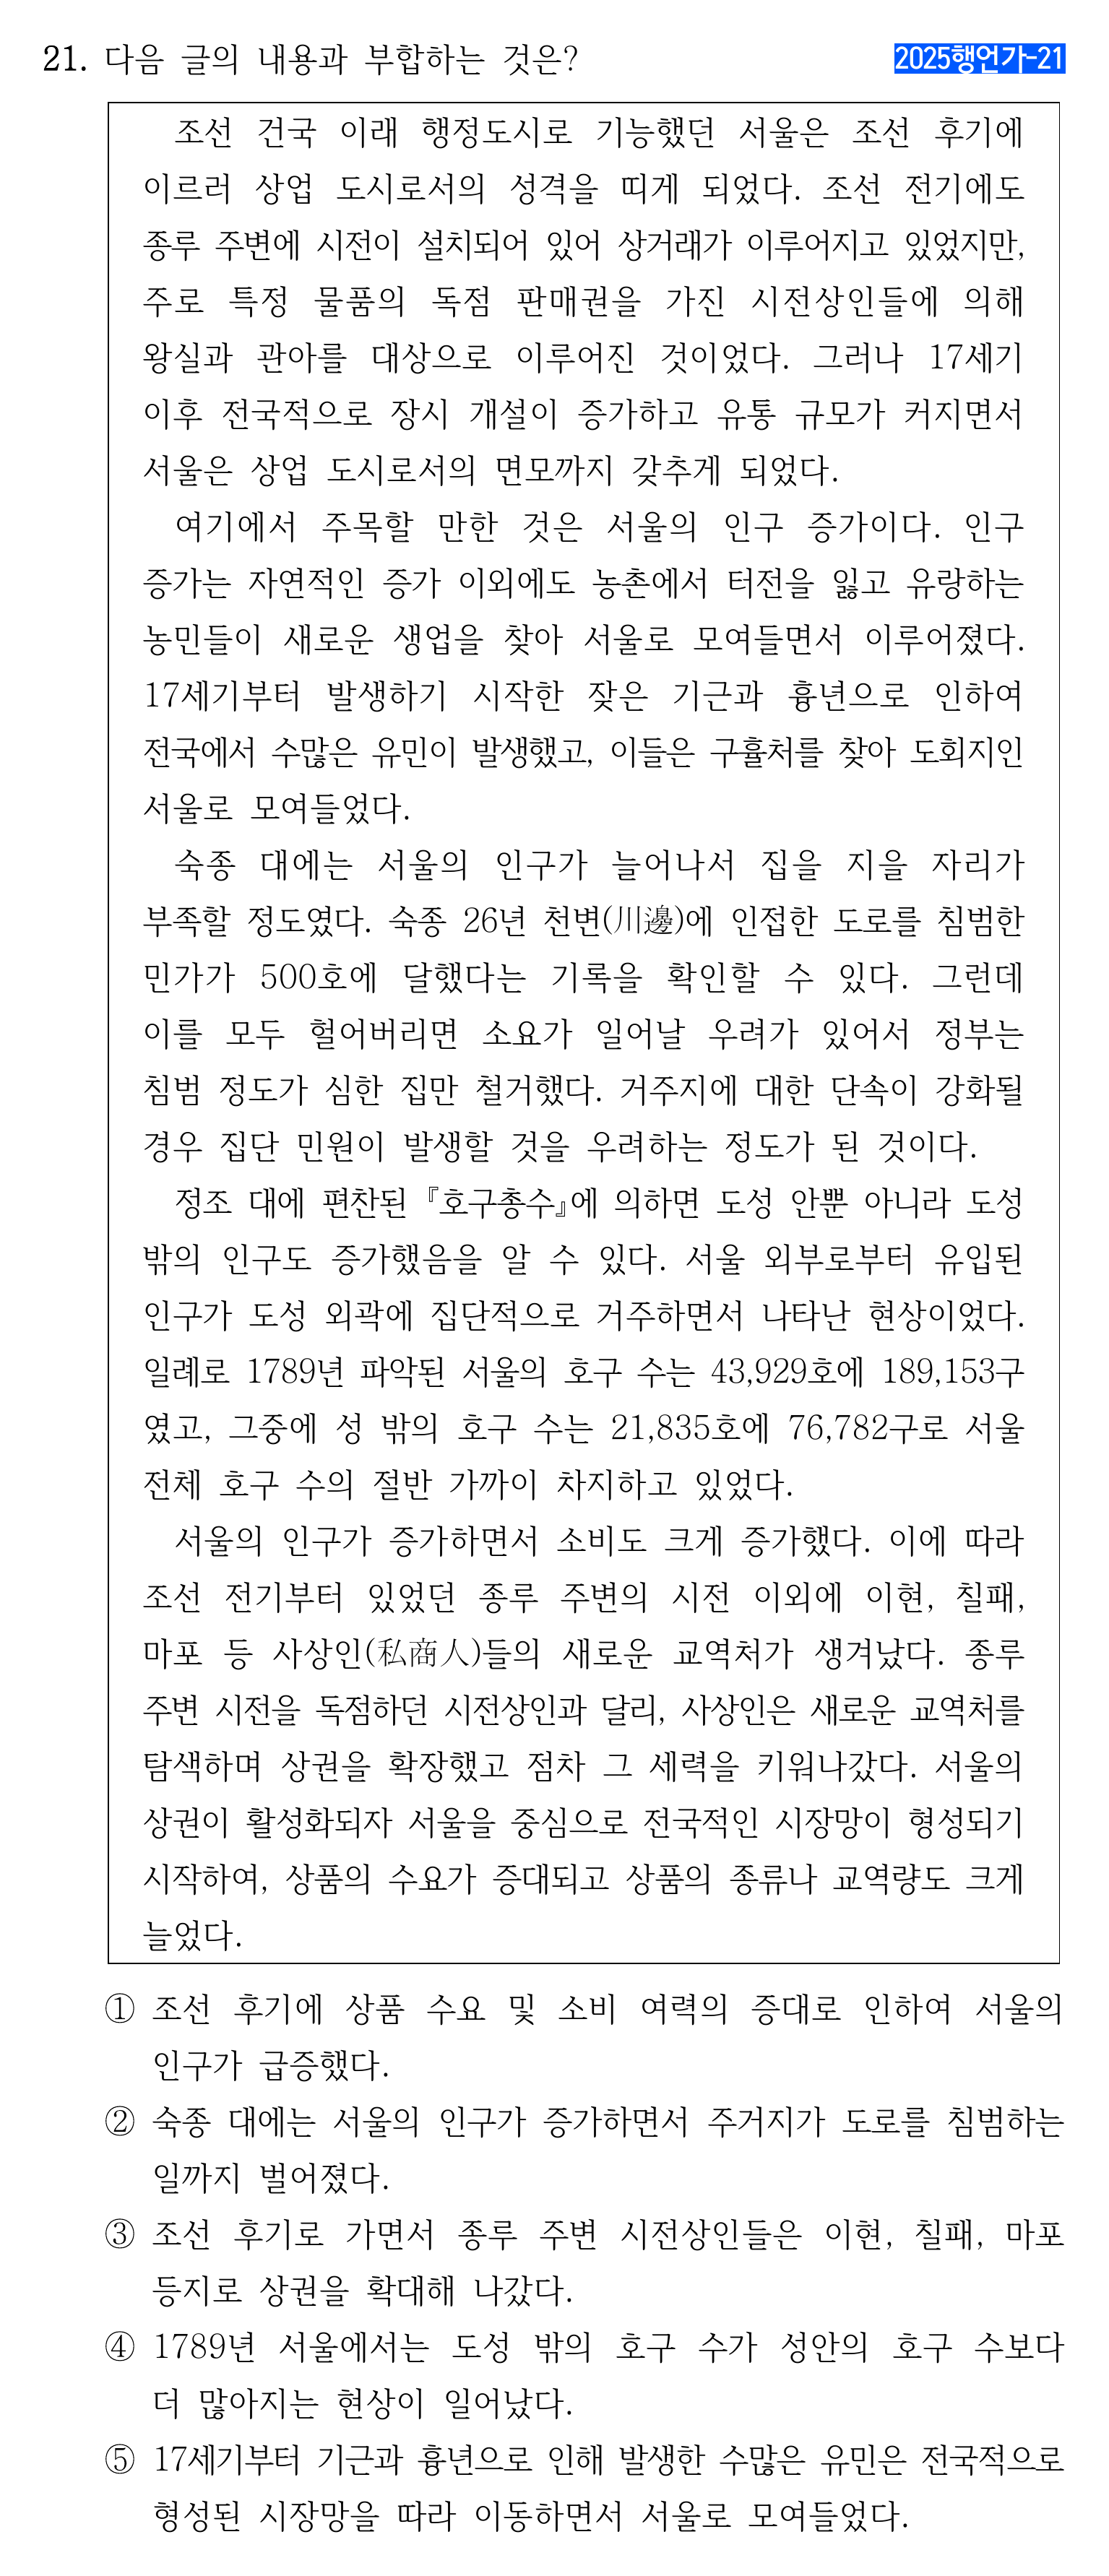 21. 다음 글의 내용과 부합하는 것은?
2025행언가-21
조선 건국 이래 행정도시로 기능했던 서울은 조선 후기에
이르러 상업 도시로서의 성격을 띠게 되었다. 조선 전기에도
종루 주변에 시전이 설치되어 있어 상거래가 이루어지고 있었지만,
주로 특정 물품의 독점 판매권을 가진 시전상인들에 의해
왕실과 관아를 대상으로 이루어진 것이었다. 그러나 17세기
이후 전국적으로 장시 개설이 증가하고 유통 규모가 커지면서
서울은 상업 도시로서의 면모까지 갖추게 되었다.
여기에서 주목할 만한 것은 서울의 인구 증가이다. 인구
증가는 자연적인 증가 이외에도 농촌에서 터전을 잃고 유랑하는
농민들이 새로운 생업을 찾아 서울로 모여들면서 이루어졌다.
17세기부터 발생하기 시작한 잦은 기근과 흉년으로 인하여
전국에서 수많은 유민이 발생했고, 이들은 구휼처를 찾아 도회지인
서울로 모여들었다.
숙종 대에는 서울의 인구가 늘어나서 집을 지을 자리가
부족할 정도였다. 숙종 26년 천변(川邊)에 인접한 도로를 침범한
민가가 500호에 달했다는 기록을 확인할 수 있다. 그런데
이를 모두 헐어버리면 소요가 일어날 우려가 있어서 정부는
침범 정도가 심한 집만 철거했다. 거주지에 대한 단속이 강화될
경우 집단 민원이 발생할 것을 우려하는 정도가 된 것이다.
정조 대에 편찬된 『호구총수』에 의하면 도성 안뿐 아니라 도성
밖의 인구도 증가했음을 알 수 있다. 서울 외부로부터 유입된
인구가 도성 외곽에 집단적으로 거주하면서 나타난 현상이었다.
일례로 1789년 파악된 서울의 호구 수는 43,929호에 189,153구
였고, 그중에 성 밖의 호구 수는 21,835호에 76,782구로 서울
전체 호구 수의 절반 가까이 차지하고 있었다.
서울의 인구가 증가하면서 소비도 크게 증가했다. 이에 따라
조선 전기부터 있었던 종루 주변의 시전 이외에 이현, 칠패,
마포 등 사상인(私商人)들의 새로운 교역처가 생겨났다. 종루
주변 시전을 독점하던 시전상인과 달리, 사상인은 새로운 교역처를
탐색하며 상권을 확장했고 점차 그 세력을 키워나갔다. 서울의
상권이 활성화되자 서울을 중심으로 전국적인 시장망이 형성되기
시작하여, 상품의 수요가 증대되고 상품의 종류나 교역량도 크게
늘었다.
① 조선 후기에 상품 수요 및 소비 여력의 증대로 인하여 서울의
인구가 급증했다.
② 숙종 대에는 서울의 인구가 증가하면서 주거지가 도로를 침범하는
일까지 벌어졌다.
③ 조선 후기로 가면서 종루 주변 시전상인들은 이현, 칠패, 마포
등지로 상권을 확대해 나갔다.
④ 1789년 서울에서는 도성 밖의 호구 수가 성안의 호구 수보다
더 많아지는 현상이 일어났다.
⑤ 17세기부터 기근과 흉년으로 인해 발생한 수많은 유민은 전국적으로
형성된 시장망을 따라 이동하면서 서울로 모여들었다.